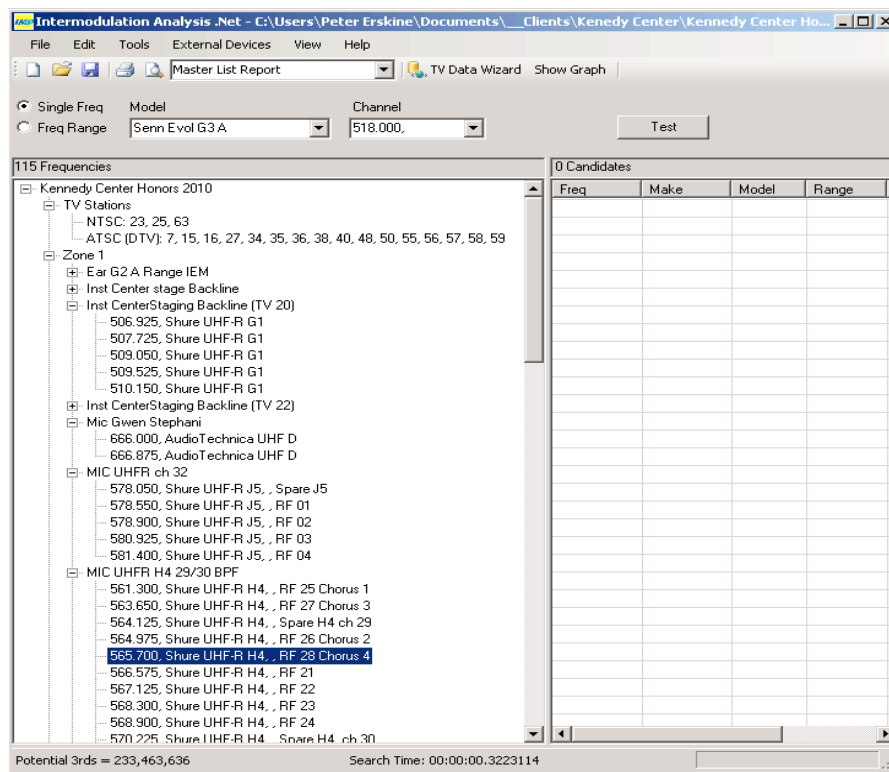 IMD Intermodulation Analysis .Net - C:\Users\Peter Erskine\Documents\__Clients\Kenedy Center\Kennedy Center Ho...
File Edit Tools External Devices View Help
Master List Report TV Data Wizard Show Graph
Single Freq Model Channel
Freq Range Senn Evol G3 A 518.000, Test
115 Frequencies 0 Candidates
Kennedy Center Honors 2010 Freq Make Model Range
TV Stations
NTSC: 23, 25, 63
ATSC (DTV): 7, 15, 16, 27, 34, 35, 36, 38, 40, 48, 50, 55, 56, 57, 58, 59
Zone 1
Ear G2 A Range IEM
Inst Center stage Backline
Inst CenterStaging Backline (TV 20)
506.925, Shure UHF-R G1
507.725, Shure UHF-R G1
509.050, Shure UHF-R G1
509.525, Shure UHF-R G1
510.150, Shure UHF-R G1
Inst CenterStaging Backline (TV 22)
Mic Gwen Stephani
666.000, AudioTechnica UHF D
666.875, AudioTechnica UHF D
MIC UHFR ch 32
578.050, Shure UHF-R J5, , Spare J5
578.550, Shure UHF-R J5, , RF 01
578.900, Shure UHF-R J5, , RF 02
580.925, Shure UHF-R J5, , RF 03
581.400, Shure UHF-R J5, , RF 04
MIC UHFR H4 29/30 BPF
561.300, Shure UHF-R H4, , RF 25 Chorus 1
563.650, Shure UHF-R H4, , RF 27 Chorus 3
564.125, Shure UHF-R H4, , Spare H4 ch 29
564.975, Shure UHF-R H4, , RF 26 Chorus 2
565.700, Shure UHF-R H4, , RF 28 Chorus 4
566.575, Shure UHF-R H4, , RF 21
567.125, Shure UHF-R H4, , RF 22
568.300, Shure UHF-R H4, , RF 23
568.900, Shure UHF-R H4, , RF 24
570.225, Shure UHF-R H4, , Spare H4 ch 30
Potential 3rds = 233,463,636 Search Time: 00:00:00.3223114